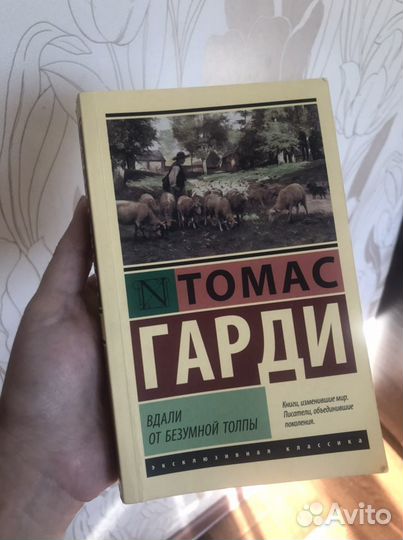 N
ТОМАС
ГАРДИ
ВДАЛИ
ОТ БЕЗУМНОЙ ТОЛПЫ
Книги, изменившие мир.
Писатели, объединившие
поколения.
эксклюзивная классика
Avito